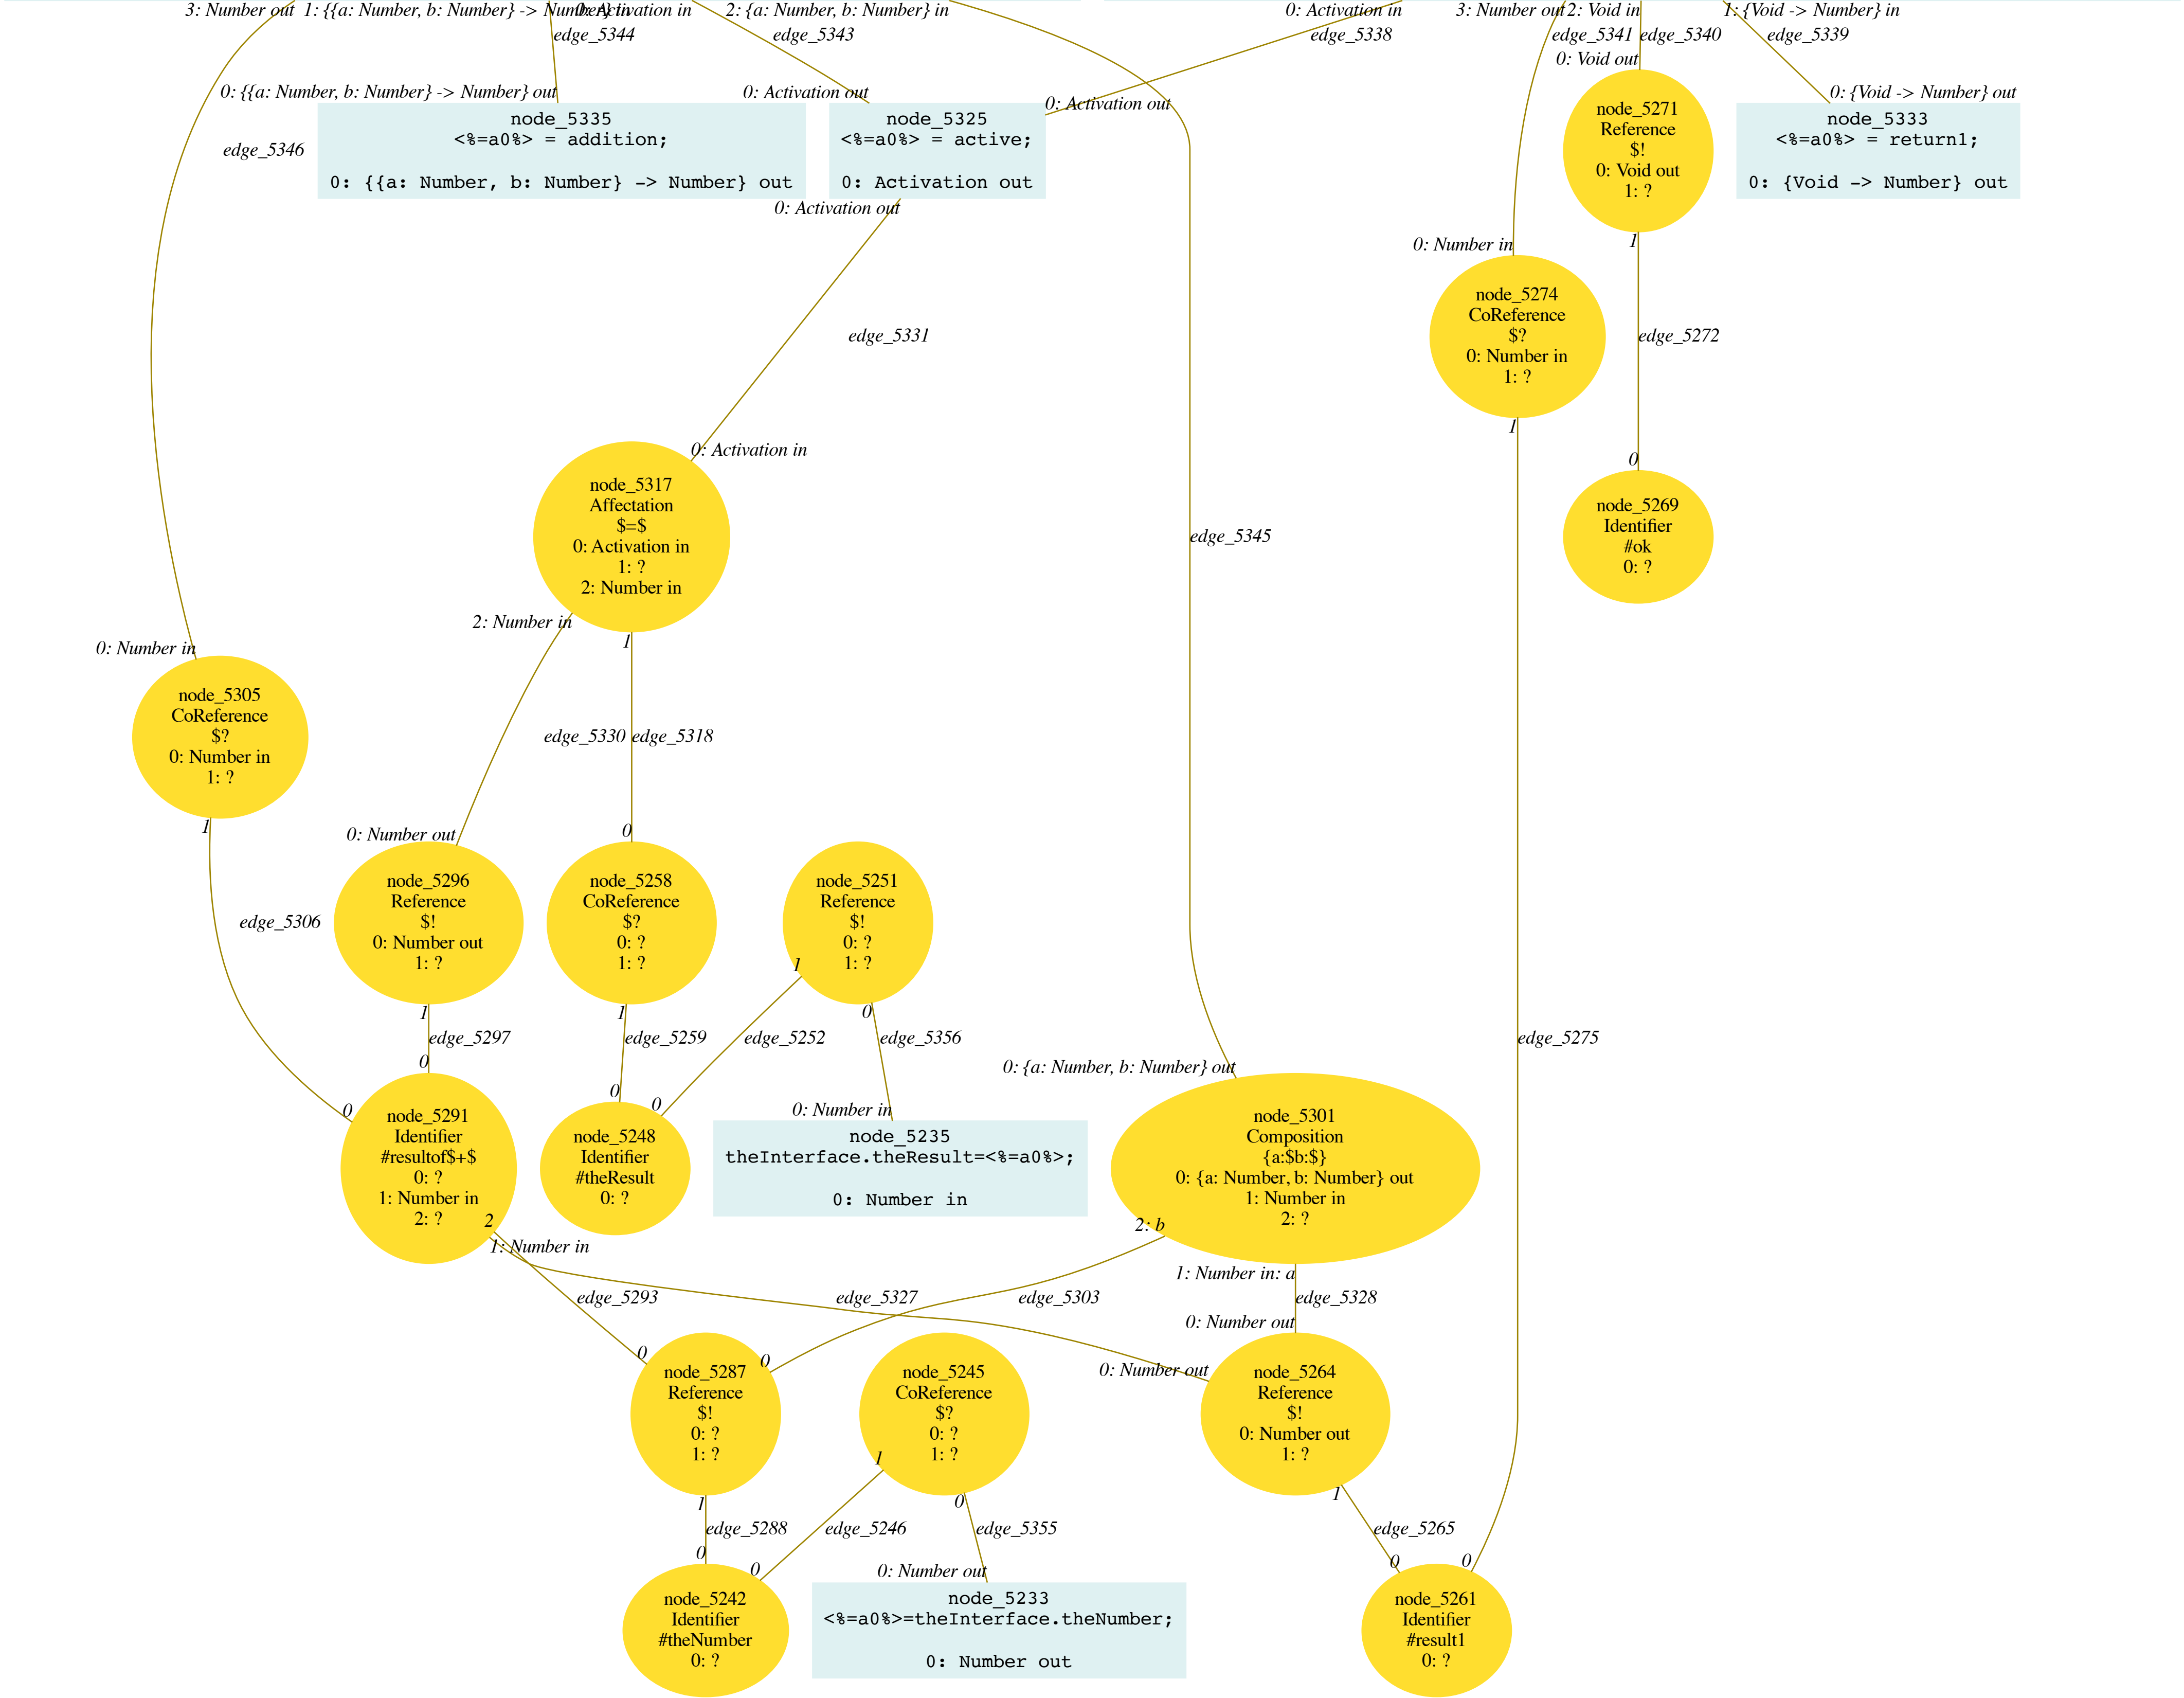 3: Number out
1: {{a: Number, b: Number} -> Number} in
0: Activation in
2: {a: Number, b: Number} in
0: Activation in
3: Number out
2: Void in
1: {Void -> Number} in
edge_5344
edge_5343
edge_5338
edge_5341
edge_5340
edge_5339
0: Void out
0: {{a: Number, b: Number} -> Number} out
0: Activation out
0: Activation out
0: {Void -> Number} out
edge_5346
node_5335
<%=a0%> = addition;
0: {{a: Number, b: Number} -> Number} out
node_5325
<%=a0%> = active;
0: Activation out
node_5271
Reference
$!
0: Void out
1: ?
node_5333
<%=a0%> = return1;
0: {Void -> Number} out
0: Activation out
1
0: Number in
node_5274
CoReference
$?
0: Number in
1: ?
edge_5331
edge_5272
1
0: Activation in
0
node_5317
Affectation
$=$
0: Activation in
1: ?
2: Number in
edge_5345
node_5269
Identifier
#ok
0: ?
2: Number in
1
0: Number in
node_5305
CoReference
$?
0: Number in
1: ?
edge_5330
edge_5318
1
0: Number out
0
node_5296
Reference
$!
0: Number out
1: ?
node_5258
CoReference
$?
0: ?
1: ?
node_5251
Reference
$!
0: ?
1: ?
edge_5306
1
1
1
0
edge_5297
edge_5259
edge_5252
edge_5356
edge_5275
0
0: {a: Number, b: Number} out
0
0
0
0: Number in
node_5291
Identifier
#resultof$+$
0: ?
1: Number in
2: ?
node_5248
Identifier
#theResult
0: ?
node_5235
theInterface.theResult=<%=a0%>;
0: Number in
node_5301
Composition
{a:$b:$}
0: {a: Number, b: Number} out
1: Number in
2: ?
2
1: Number in
2: b
1: Number in: a
edge_5293
edge_5327
edge_5303
edge_5328
0: Number out
0
0
0: Number out
node_5287
Reference
$!
0: ?
1: ?
node_5245
CoReference
$?
0: ?
1: ?
node_5264
Reference
$!
0: Number out
1: ?
1
1
0
1
edge_5288
edge_5246
edge_5355
edge_5265
0
0
0: Number out
0
0
node_5242
Identifier
#theNumber
0: ?
node_5233
<%=a0%>=theInterface.theNumber;
0: Number out
node_5261
Identifier
#result1
0: ?